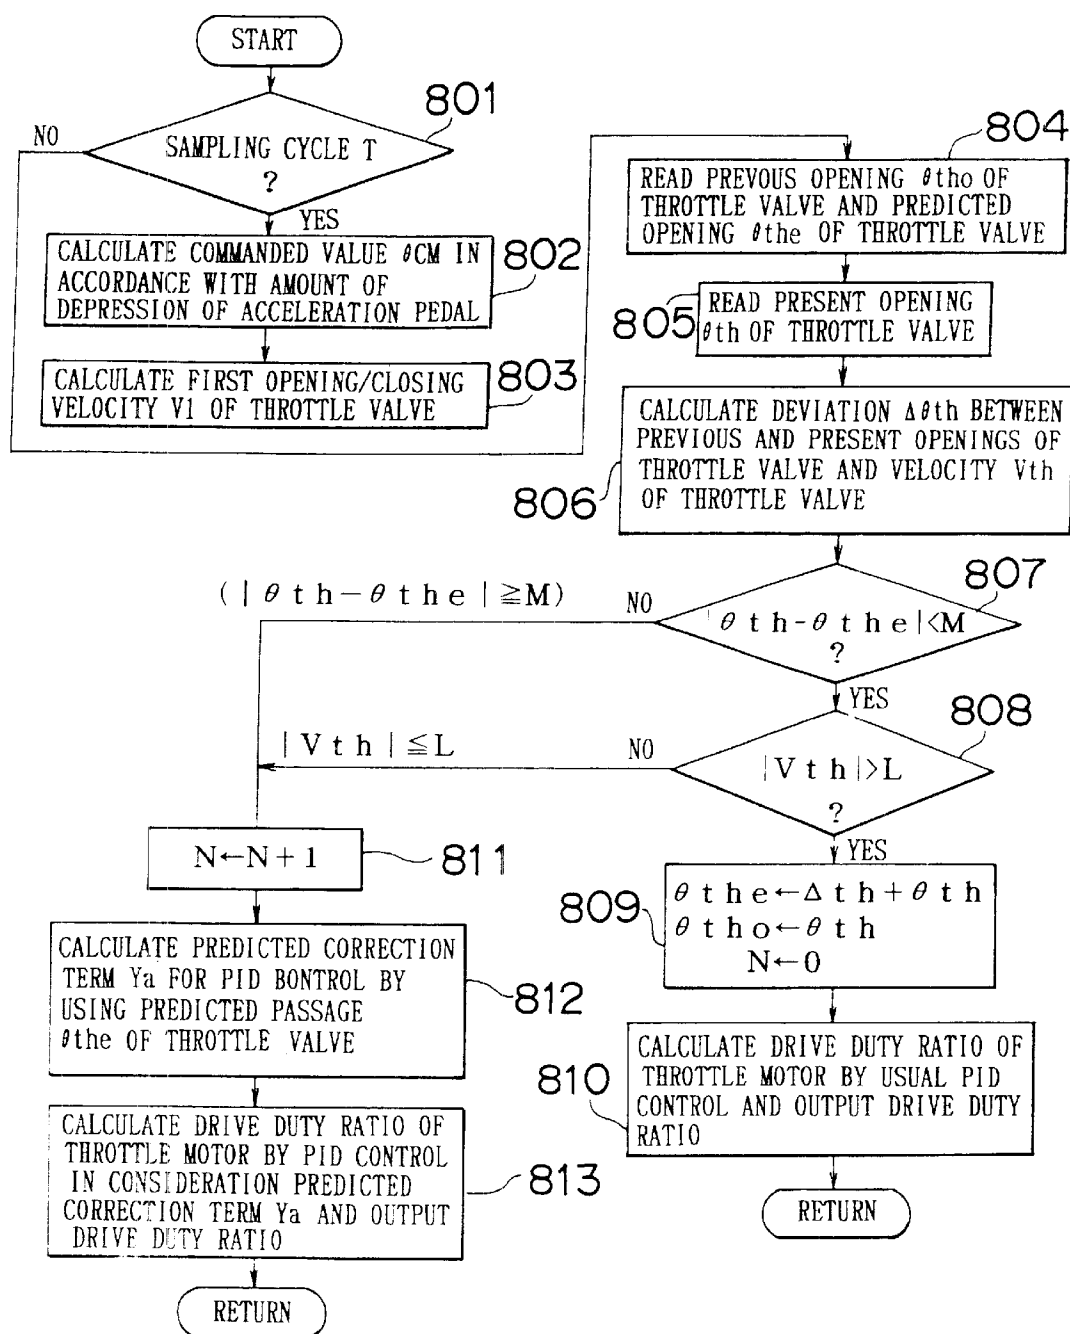 START
801
NO
SAMPLING CYCLE T
?
YES
CALCULATE COMMANDED VALUE θCM IN
ACCORDANCE WITH AMOUNT OF
DEPRESSION OF ACCELERATION PEDAL
802
CALCULATE FIRST OPENING/CLOSING
VELOCITY V1 OF THROTTLE VALVE
803
804
READ PREVOUS OPENING θtho OF
THROTTLE VALVE AND PREDICTED
OPENING θthe OF THROTTLE VALVE
805
READ PRESENT OPENING
θth OF THROTTLE VALVE
CALCULATE DEVIATION Δθth BETWEEN
PREVIOUS AND PRESENT OPENINGS OF
THROTTLE VALVE AND VELOCITY Vth
OF THROTTLE VALVE
806
807
(|θth-θthe|≧M)
NO
|θth-θthe|<M
?
YES
808
|Vth|≦L
NO
|Vth|>L
?
YES
N←N+1
811
809
θthe←Δth+θth
θtho←θth
N←0
CALCULATE PREDICTED CORRECTION
TERM Ya FOR PID BONTROL BY
USING PREDICTED PASSAGE
θthe OF THROTTLE VALVE
812
810
CALCULATE DRIVE DUTY RATIO OF
THROTTLE MOTOR BY USUAL PID
CONTROL AND OUTPUT DRIVE DUTY
RATIO
CALCULATE DRIVE DUTY RATIO OF
THROTTLE MOTOR BY PID CONTROL
IN CONSIDERATION PREDICTED
CORRECTION TERM Ya AND OUTPUT
DRIVE DUTY RATIO
813
RETURN
RETURN